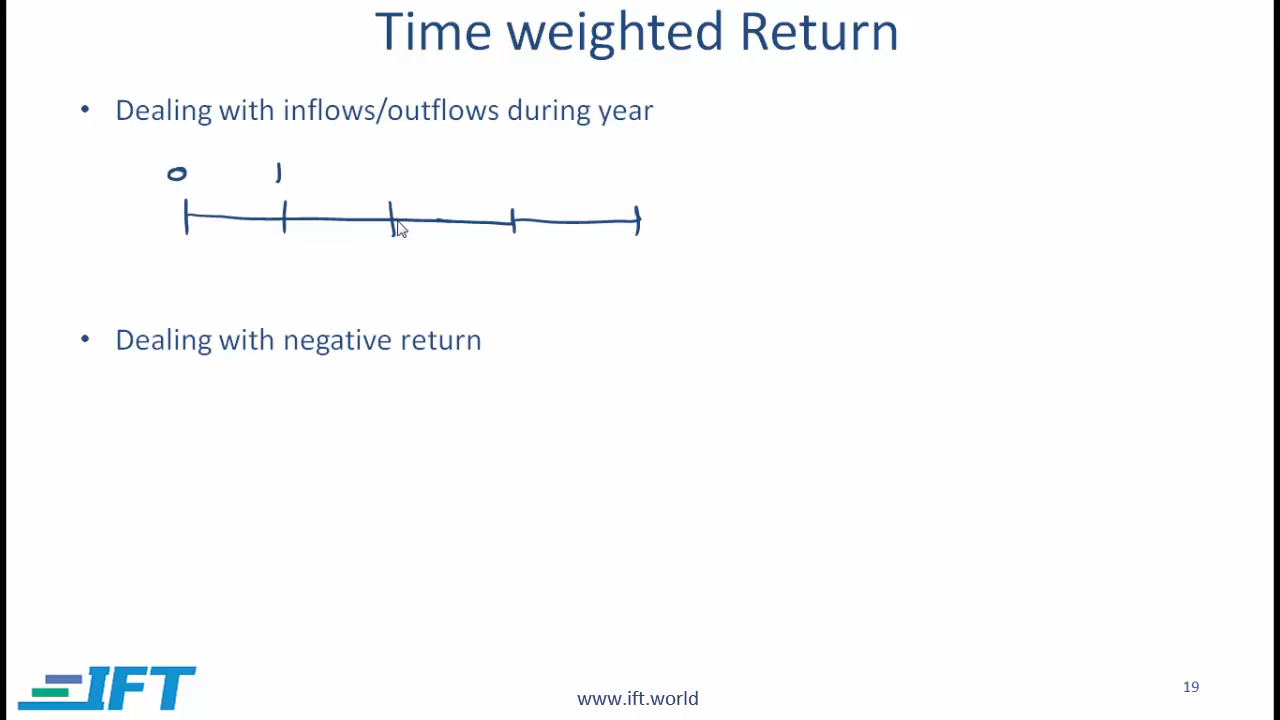 Time weighted Return
• Dealing with inflows/outflows during year
0 1
• Dealing with negative return
IFT
www.ift.world
19